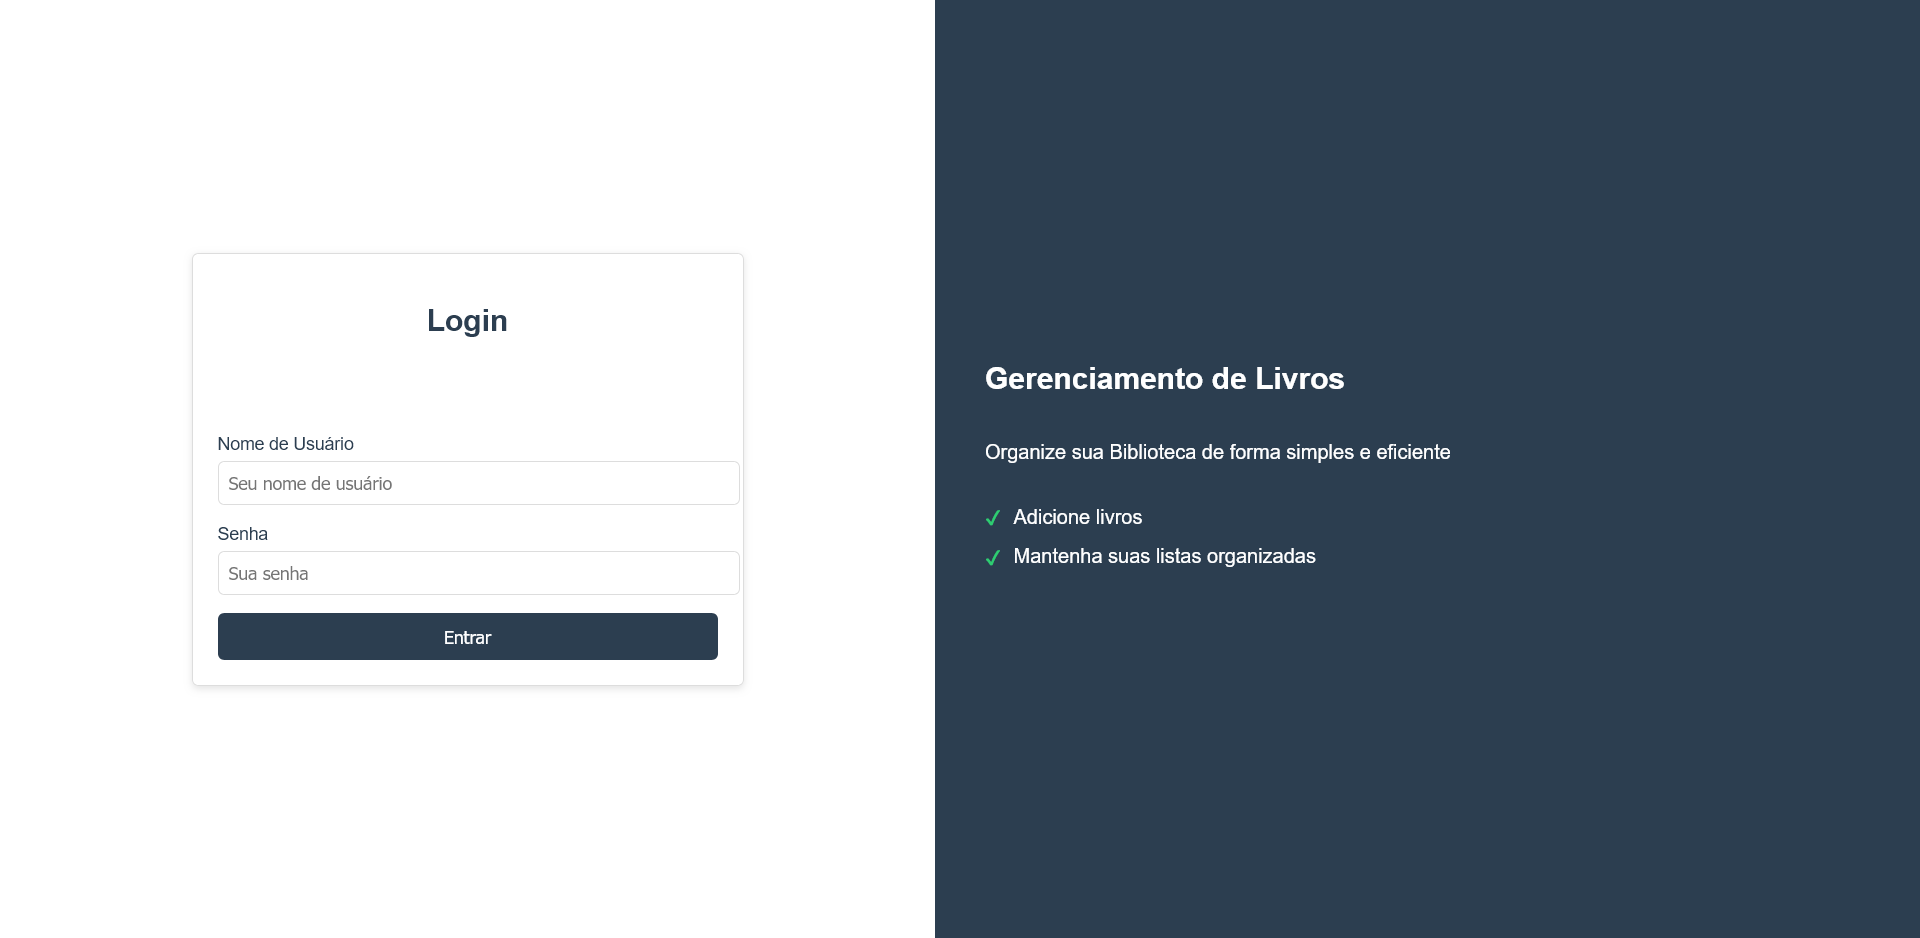 Login
Nome de Usuário
Seu nome de usuário
Senha
Sua senha
Entrar
Gerenciamento de Livros
Organize sua Biblioteca de forma simples e eficiente
✓ Adicione livros
✓ Mantenha suas listas organizadas